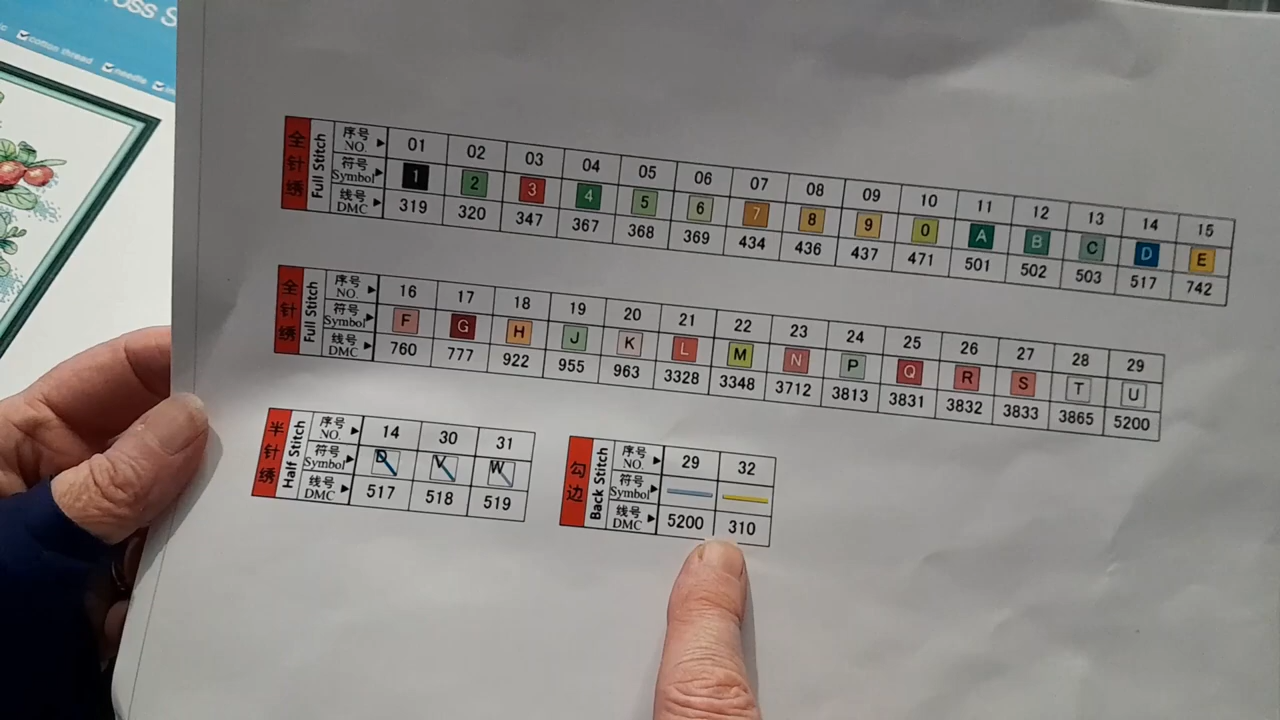 oss S
cotton thread needle
全针绣 Full Stitch
序号 NO. 01 02 03 04 05 06 07 08 09 10 11 12 13 14 15
符号 Symbol 1 2 3 4 5 6 7 8 9 0 A B C D E
线号 DMC 319 320 347 367 368 369 434 436 437 471 501 502 503 517 742
全针绣 Full Stitch
序号 NO. 16 17 18 19 20 21 22 23 24 25 26 27 28 29
符号 Symbol F G H J K L M N P Q R S T U
线号 DMC 760 777 922 955 963 3328 3348 3712 3813 3831 3832 3833 3865 5200
半针绣 Half Stitch
序号 NO. 14 30 31
符号 Symbol D V W
线号 DMC 517 518 519
勾边 Back Stitch
序号 NO. 29 32
符号 Symbol
线号 DMC 5200 310